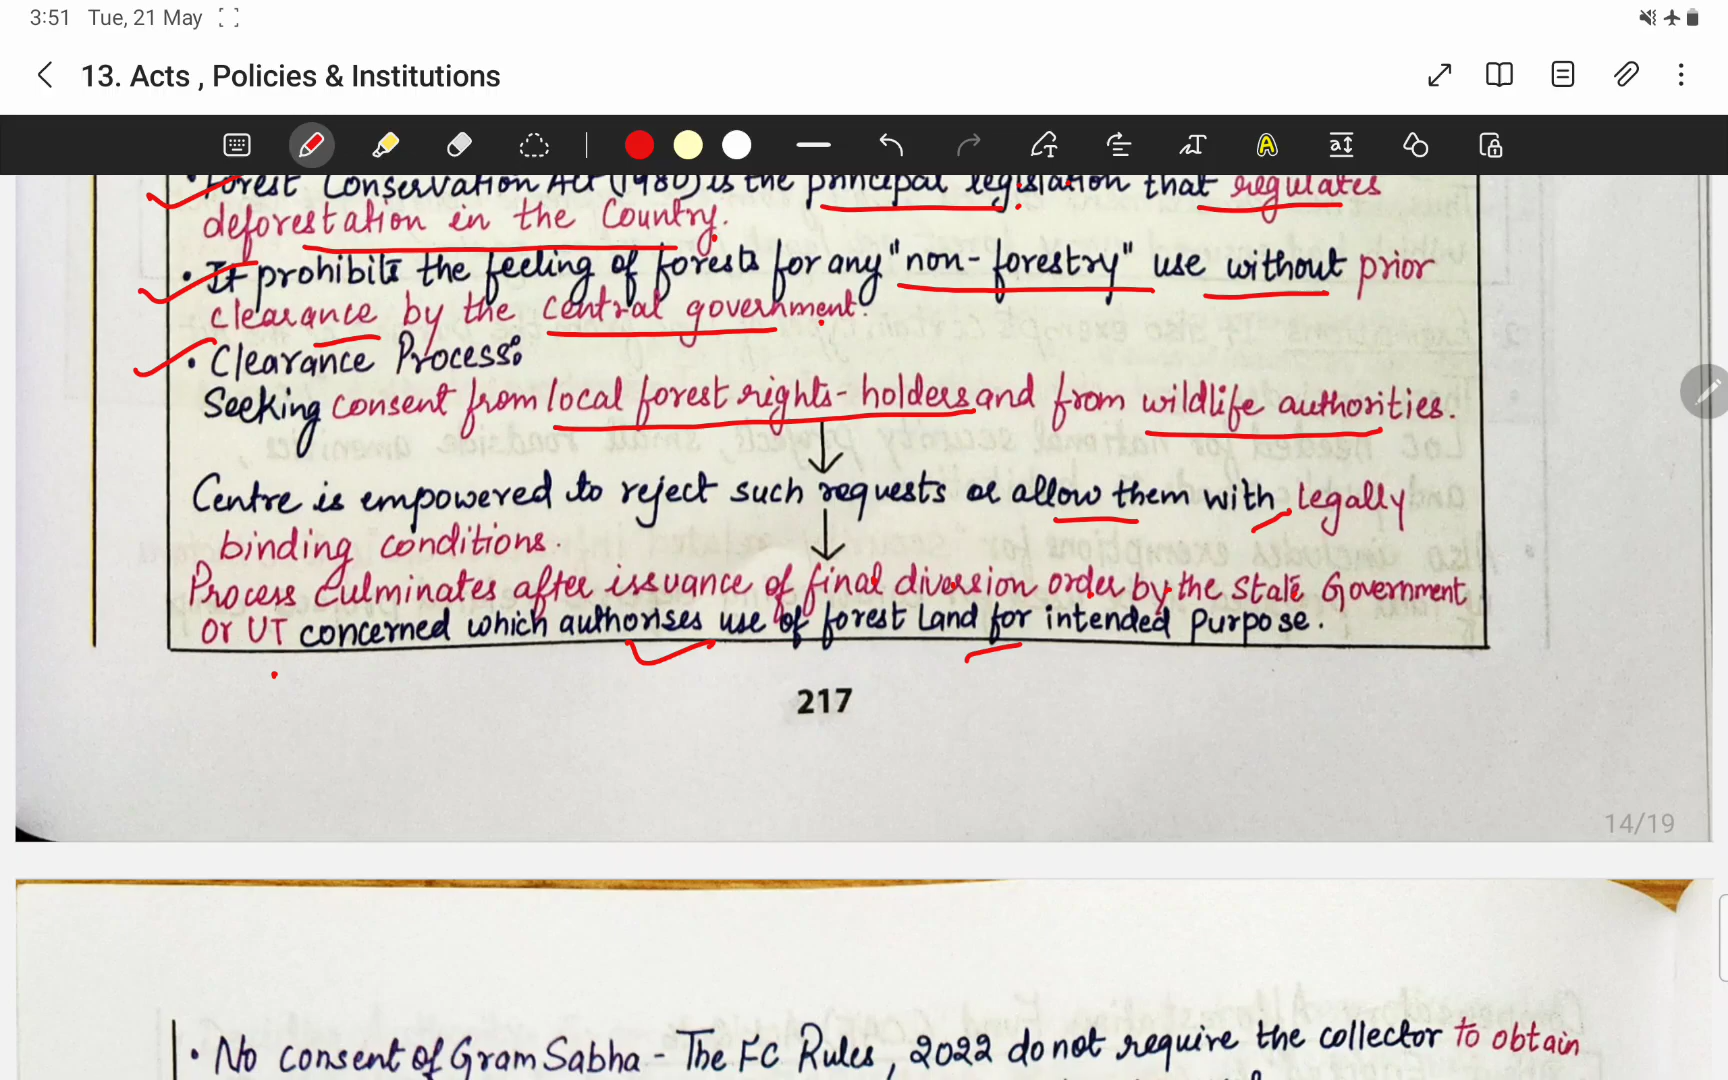 3:51 Tue, 21 May
13. Acts , Policies & Institutions
• Forest Conservation Act (1980) is the principal legislation that regulates
deforestation in the Country.
• It prohibits the feeling of forests for any "non-forestry" use without prior
clearance by the central government.
• Clearance Process:
Seeking consent from local forest rights-holders and from wildlife authorities.
Centre is empowered to reject such requests or allow them with legally
binding conditions.
Process culminates after issuance of final diversion order by the State Government
or UT concerned which authorises use of forest Land for intended Purpose.
217
14/19
• No consent of Gram Sabha - The FC Rules, 2022 do not require the collector to obtain